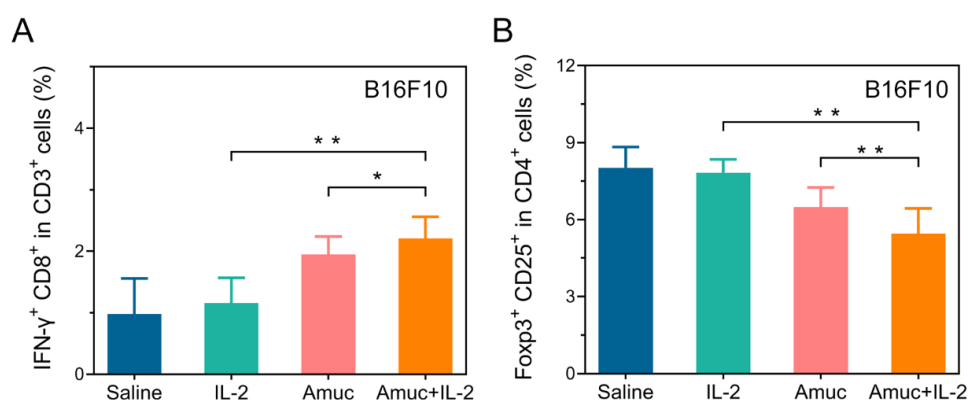 A
IFN-γ⁺ CD8⁺ in CD3⁺ cells (%)
B16F10
4
2
0
* *
*
Saline IL-2 Amuc Amuc+IL-2
B
Foxp3⁺ CD25⁺ in CD4⁺ cells (%)
B16F10
12
9
6
3
0
* *
* *
Saline IL-2 Amuc Amuc+IL-2